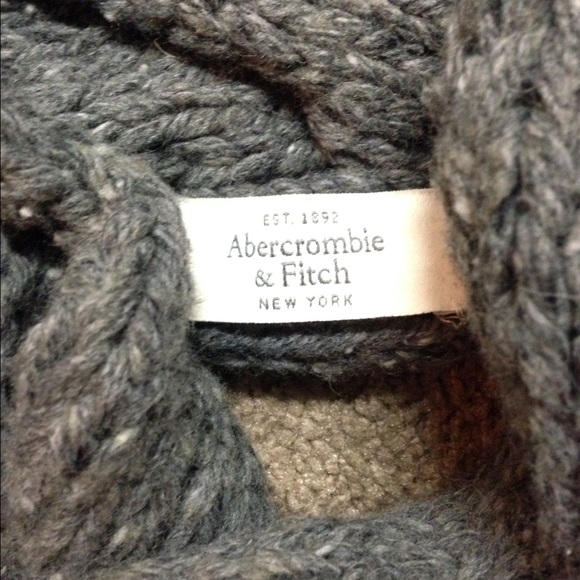 EST. 1892
Abercrombie
& Fitch
NEW YORK